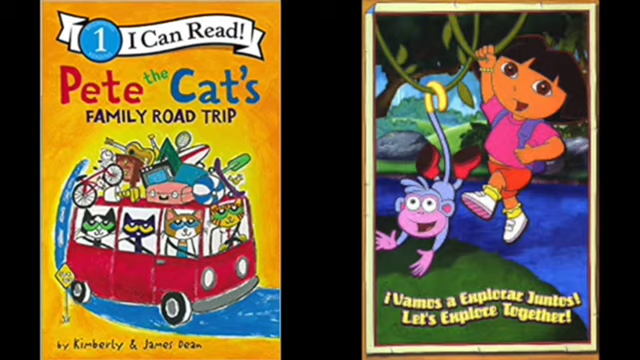 1 I Can Read!
Pete the Cat's
FAMILY ROAD TRIP
by Kimberly & James Dean
¡Vamos a Explorar Juntos!
Let's Explore Together!